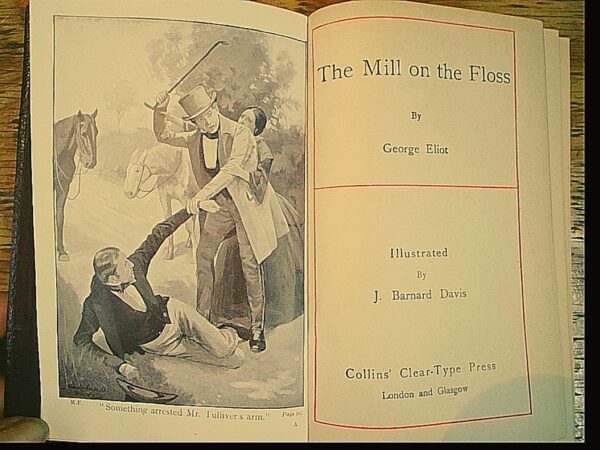 M.F.
"Something arrested Mr. Tulliver's arm."
Page
A
The Mill on the Floss
By
George Eliot
Illustrated
By
J. Barnard Davis
Collins' Clear-Type Press
London and Glasgow